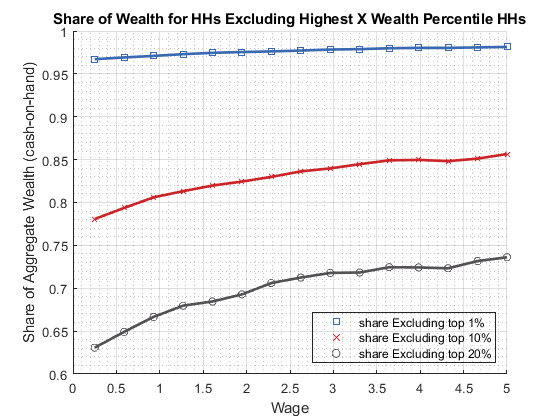 Share of Wealth for HHs Excluding Highest X Wealth Percentile HHs
1
0.95
0.9
0.85
0.8
0.75
0.7
0.65
0.6
Share of Aggregate Wealth (cash-on-hand)
share Excluding top 1%
share Excluding top 10%
share Excluding top 20%
0 0.5 1 1.5 2 2.5 3 3.5 4 4.5 5
Wage